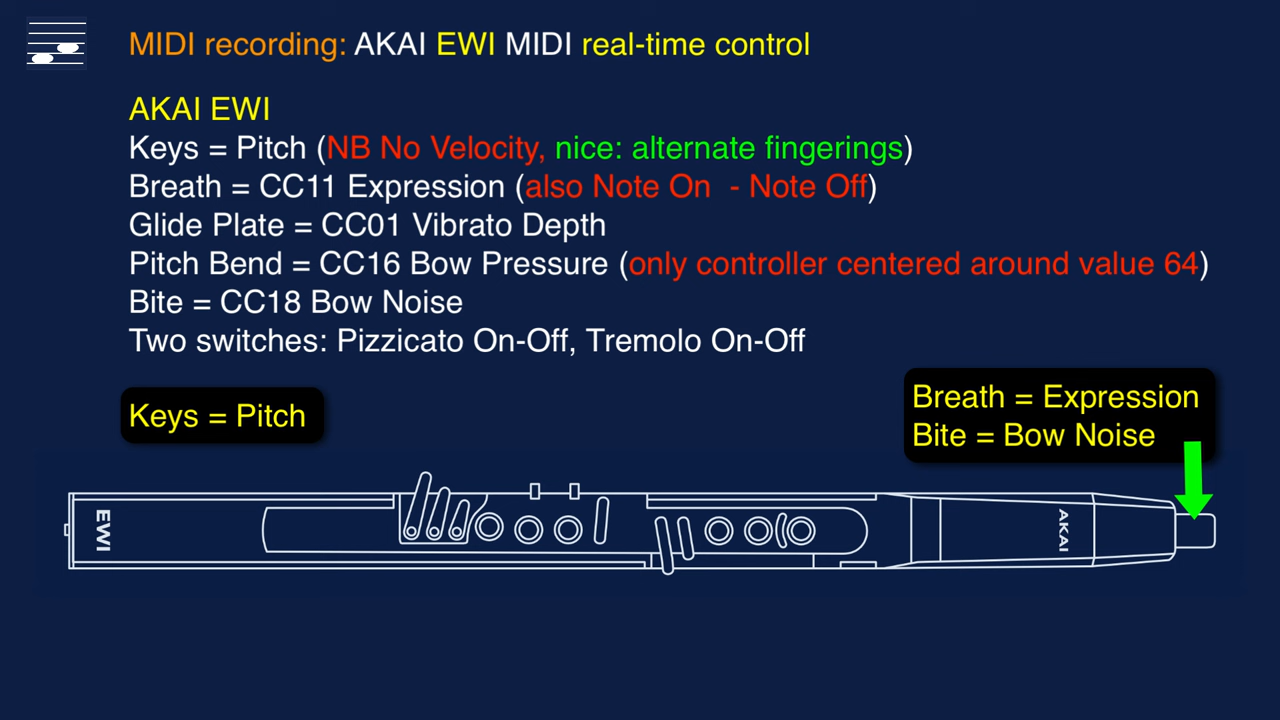 MIDI recording: AKAI EWI MIDI real-time control
AKAI EWI
Keys = Pitch (NB No Velocity, nice: alternate fingerings)
Breath = CC11 Expression (also Note On  - Note Off)
Glide Plate = CC01 Vibrato Depth
Pitch Bend = CC16 Bow Pressure (only controller centered around value 64)
Bite = CC18 Bow Noise
Two switches: Pizzicato On-Off, Tremolo On-Off
Keys = Pitch
Breath = Expression
Bite = Bow Noise
EWI
AKAI